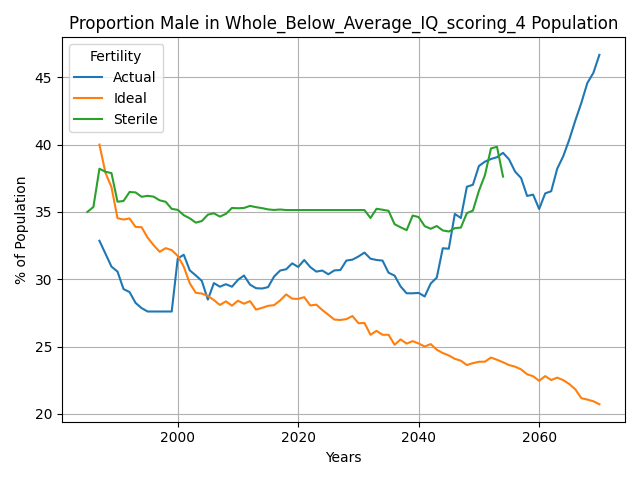 Proportion Male in Whole_Below_Average_IQ_scoring_4 Population
Fertility
Actual
Ideal
Sterile
% of Population
45
40
35
30
25
20
2000
2020
2040
2060
Years